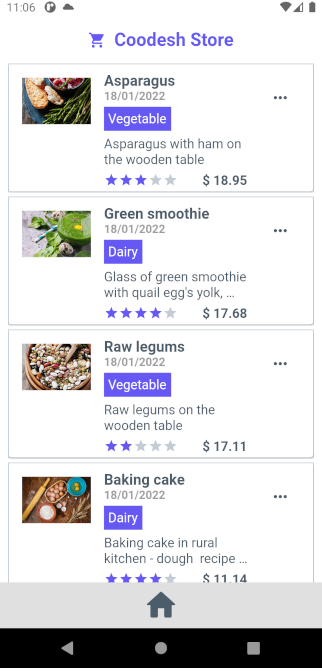 11:06
Coodesh Store
Asparagus
18/01/2022
Vegetable
Asparagus with ham on
the wooden table
$ 18.95
Green smoothie
18/01/2022
Dairy
Glass of green smoothie
with quail egg's yolk, ...
$ 17.68
Raw legums
18/01/2022
Vegetable
Raw legums on the
wooden table
$ 17.11
Baking cake
18/01/2022
Dairy
Baking cake in rural
kitchen - dough  recipe ...
$ 11.14